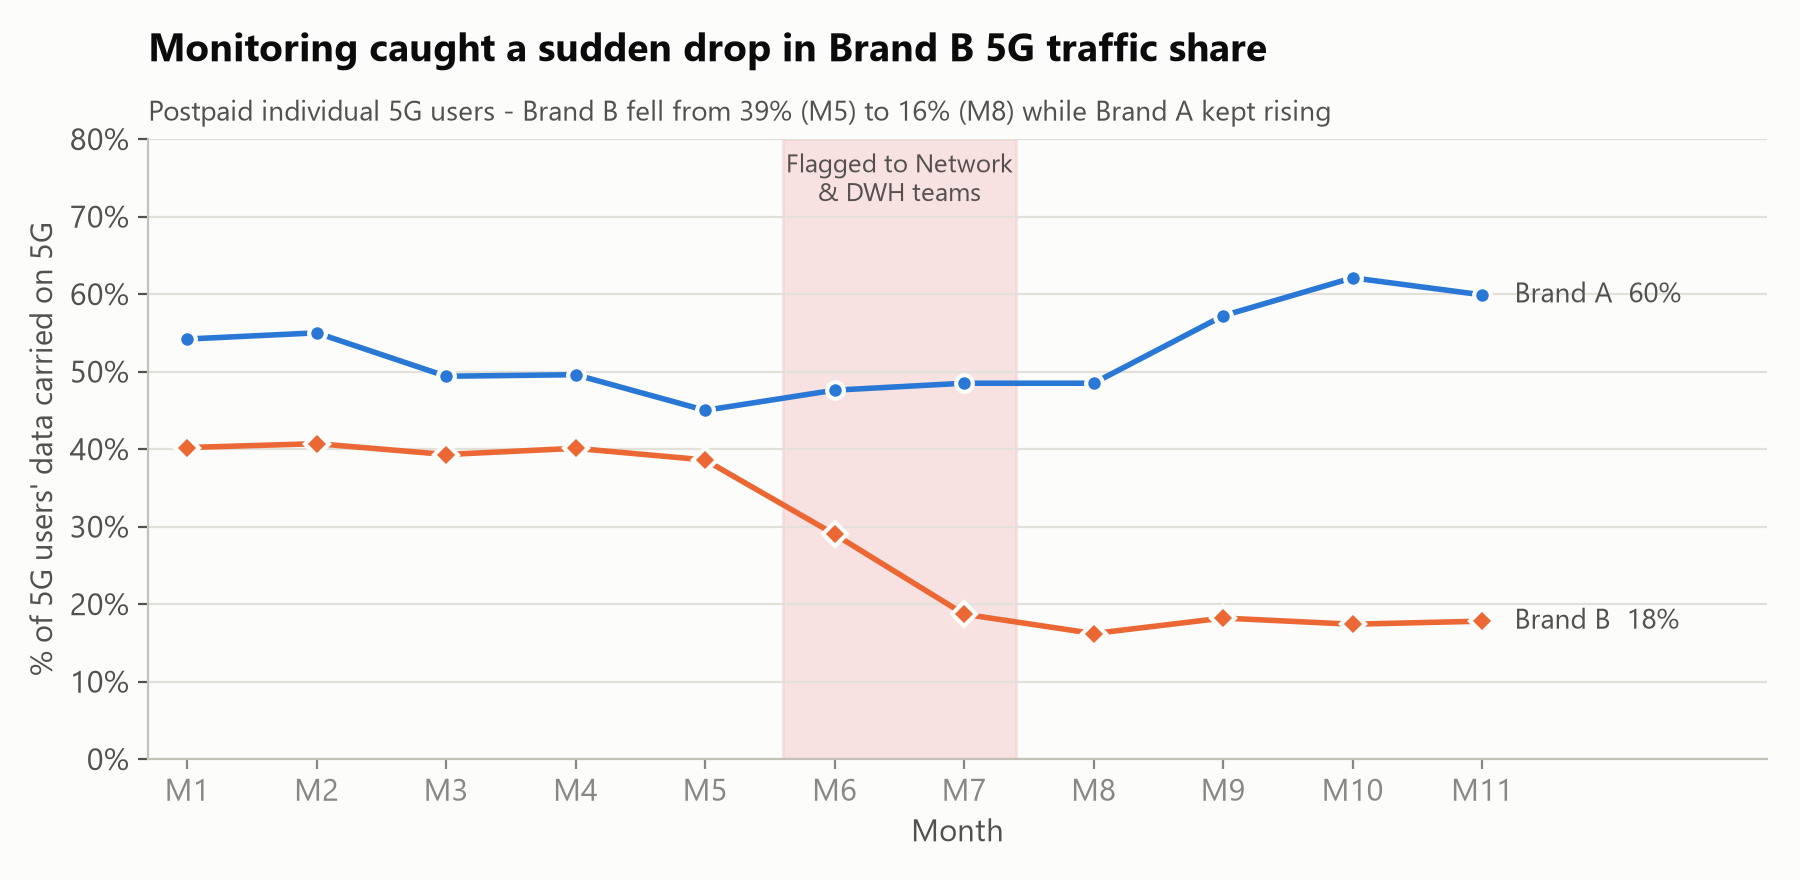 Monitoring caught a sudden drop in Brand B 5G traffic share
Postpaid individual 5G users - Brand B fell from 39% (M5) to 16% (M8) while Brand A kept rising
% of 5G users' data carried on 5G
80%
70%
60%
50%
40%
30%
20%
10%
0%
Flagged to Network
& DWH teams
Brand A 60%
Brand B 18%
M1 M2 M3 M4 M5 M6 M7 M8 M9 M10 M11
Month